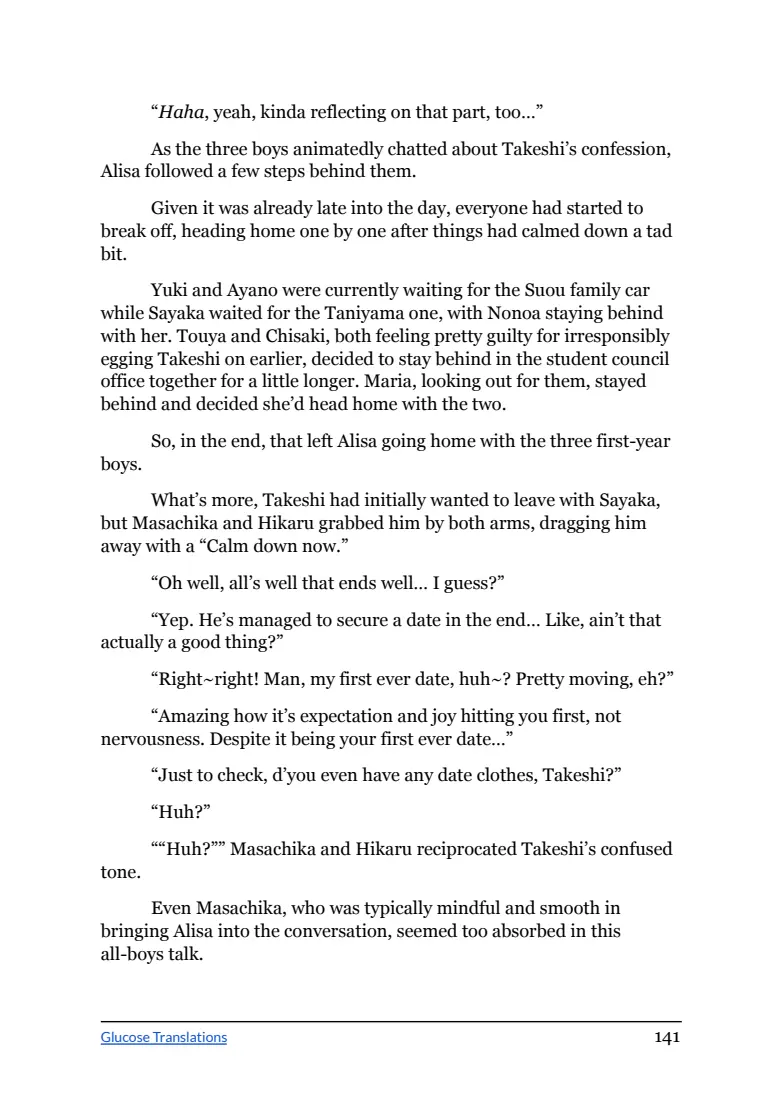 “Haha, yeah, kinda reflecting on that part, too…”
As the three boys animatedly chatted about Takeshi’s confession,
Alisa followed a few steps behind them.
Given it was already late into the day, everyone had started to
break off, heading home one by one after things had calmed down a tad
bit.
Yuki and Ayano were currently waiting for the Suou family car
while Sayaka waited for the Taniyama one, with Nonoa staying behind
with her. Touya and Chisaki, both feeling pretty guilty for irresponsibly
egging Takeshi on earlier, decided to stay behind in the student council
office together for a little longer. Maria, looking out for them, stayed
behind and decided she’d head home with the two.
So, in the end, that left Alisa going home with the three first-year
boys.
What’s more, Takeshi had initially wanted to leave with Sayaka,
but Masachika and Hikaru grabbed him by both arms, dragging him
away with a “Calm down now.”
“Oh well, all’s well that ends well… I guess?”
“Yep. He’s managed to secure a date in the end… Like, ain’t that
actually a good thing?”
“Right~right! Man, my first ever date, huh~? Pretty moving, eh?”
“Amazing how it’s expectation and joy hitting you first, not
nervousness. Despite it being your first ever date…”
“Just to check, d’you even have any date clothes, Takeshi?”
“Huh?”
““Huh?”” Masachika and Hikaru reciprocated Takeshi’s confused
tone.
Even Masachika, who was typically mindful and smooth in
bringing Alisa into the conversation, seemed too absorbed in this
all-boys talk.
Glucose Translations
141